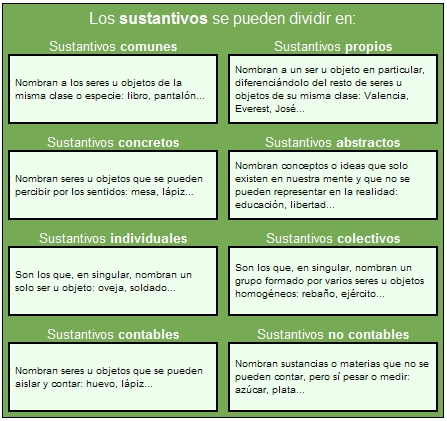 Los sustantivos se pueden dividir en:
Sustantivos comunes
Nombran a los seres u objetos de la
misma clase o especie: libro, pantalón...
Sustantivos propios
Nombran a un ser u objeto en particular,
diferenciándolo del resto de seres u
objetos de su misma clase: Valencia,
Everest, José...
Sustantivos concretos
Nombran seres u objetos que se pueden
percibir por los sentidos: mesa, lápiz...
Sustantivos abstractos
Nombran conceptos o ideas que solo
existen en nuestra mente y que no se
pueden representar en la realidad:
educación, libertad...
Sustantivos individuales
Son los que, en singular, nombran un
solo ser u objeto: oveja, soldado...
Sustantivos colectivos
Son los que, en singular, nombran un
grupo formado por varios seres u objetos
homogéneos: rebaño, ejército...
Sustantivos contables
Nombran seres u objetos que se pueden
aislar y contar: huevo, lápiz...
Sustantivos no contables
Nombran sustancias o materias que no se
pueden contar, pero sí pesar o medir:
azúcar, plata...